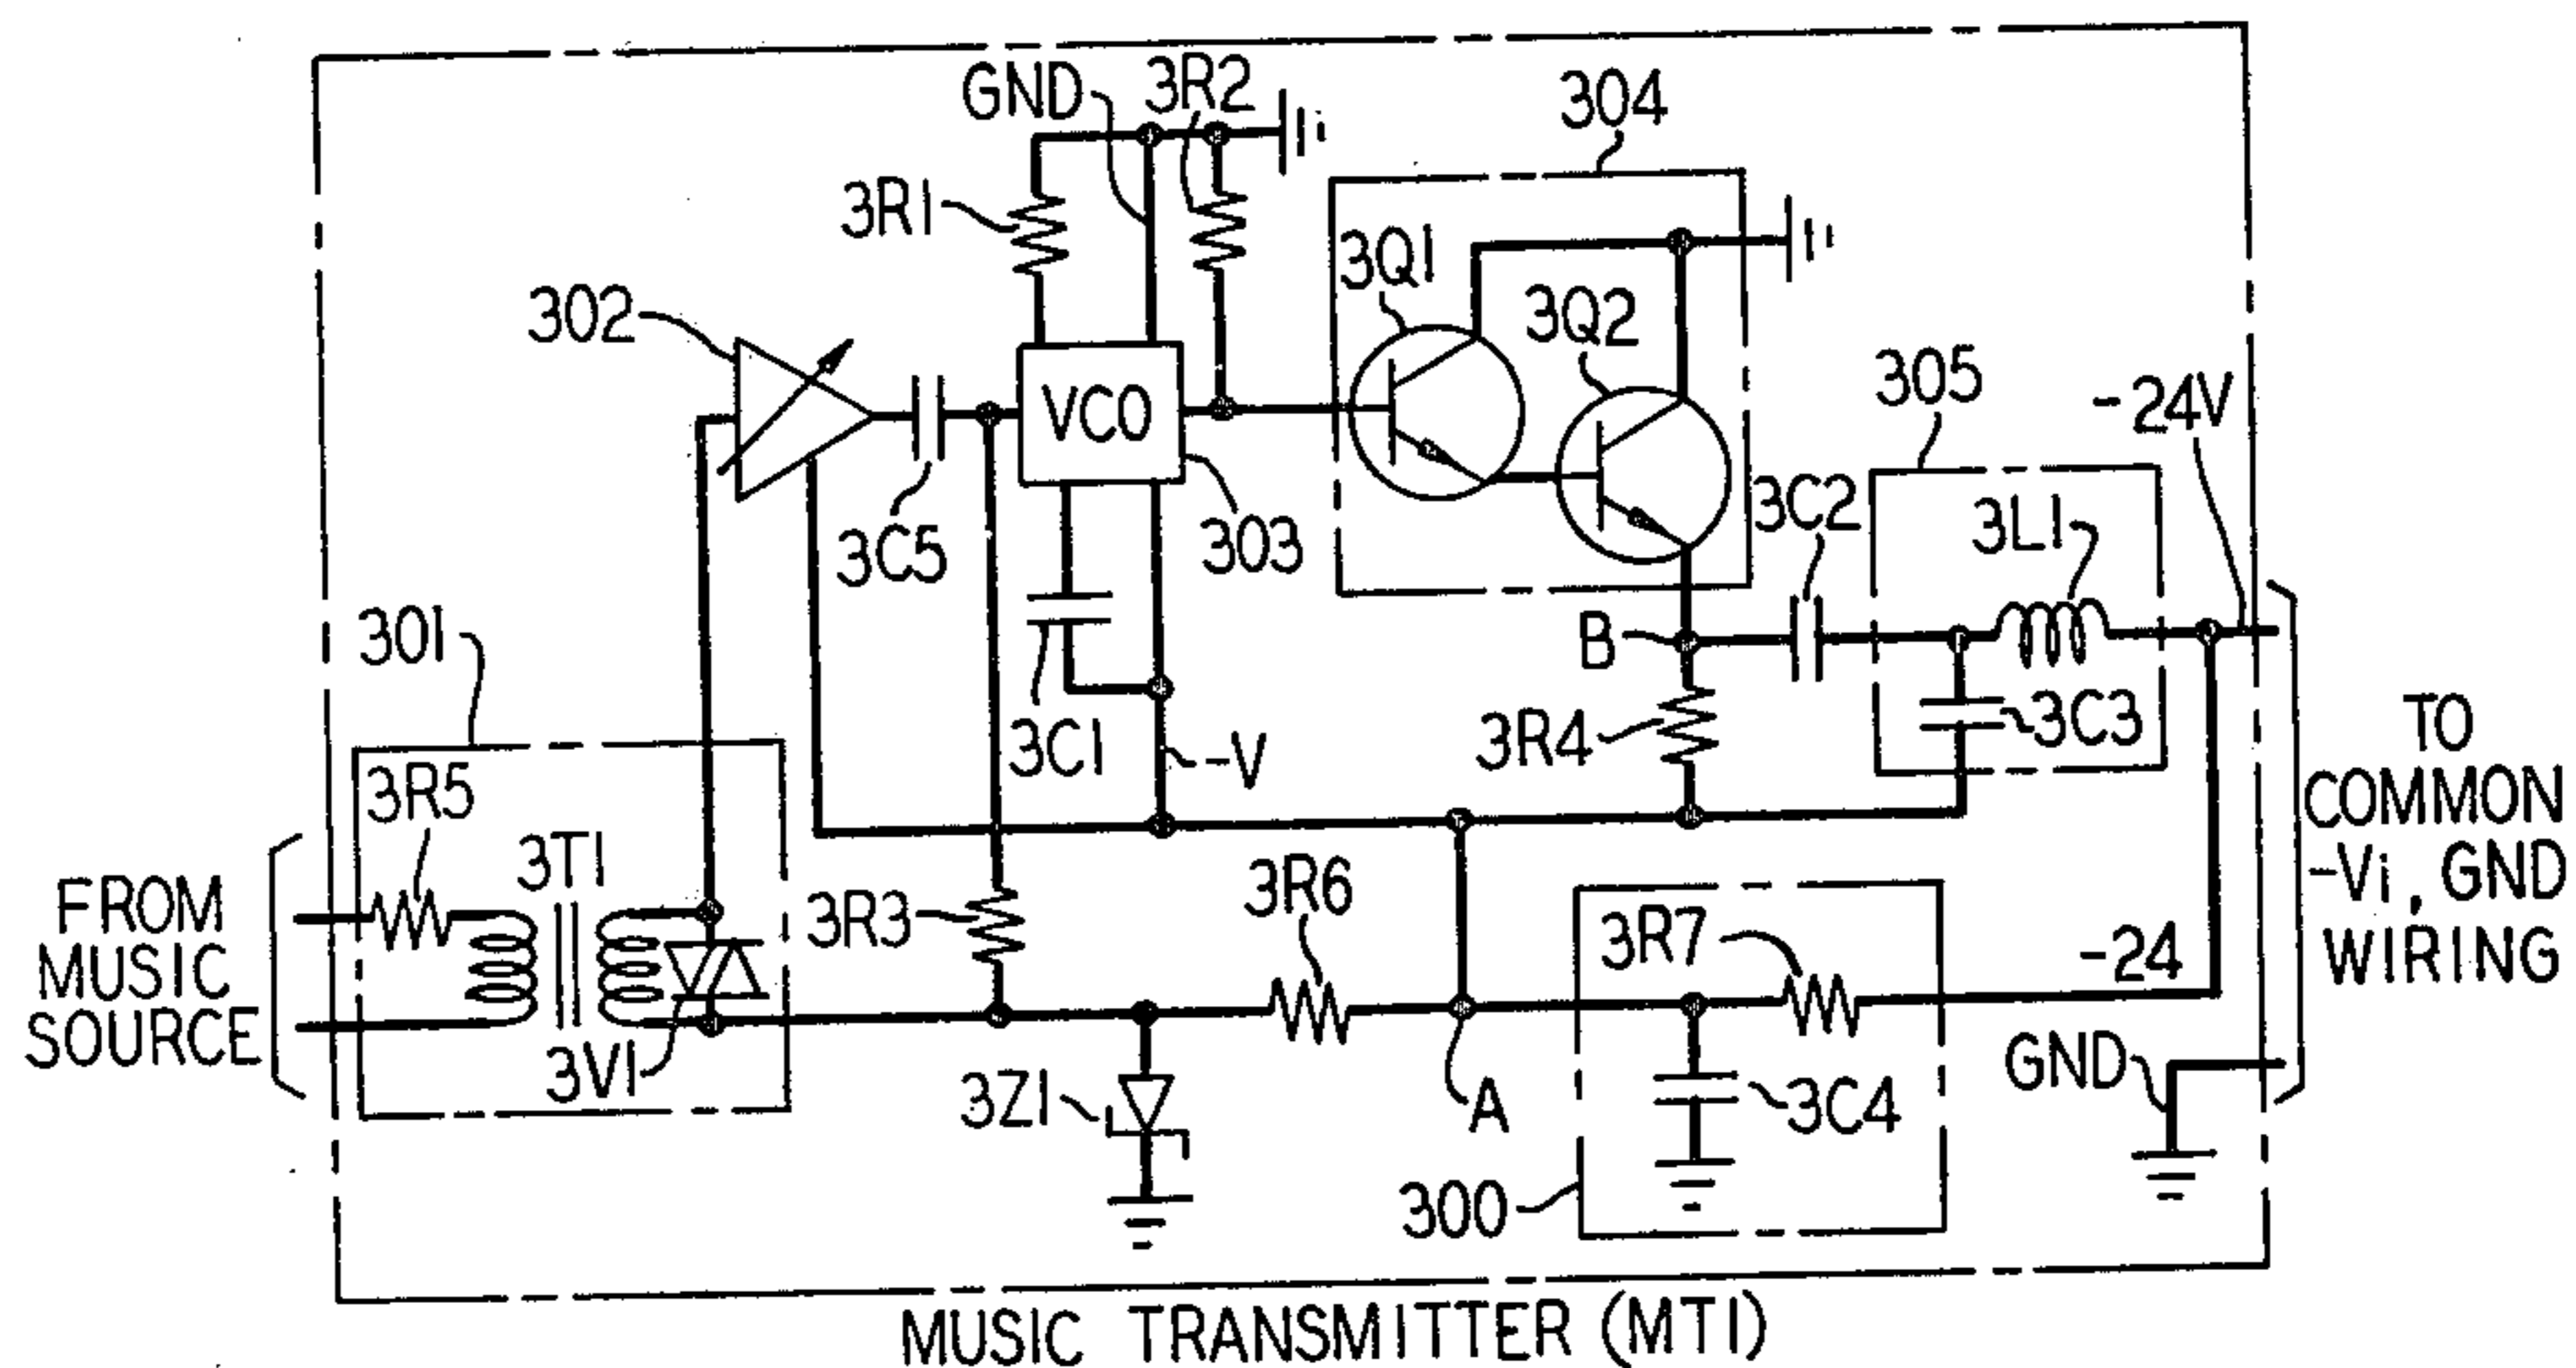 GND
3R2
304
3R1
3Q1
302
3Q2
305
-24V
VCO
3C2
3L1
3C5
303
301
B
3C1
-V
3R4
3C3
TO
COMMON
-Vi, GND
WIRING
3R5
3T1
3R3
3R6
3R7
-24
FROM
MUSIC
SOURCE
3V1
3Z1
A
3C4
GND
300
MUSIC TRANSMITTER (MTI)